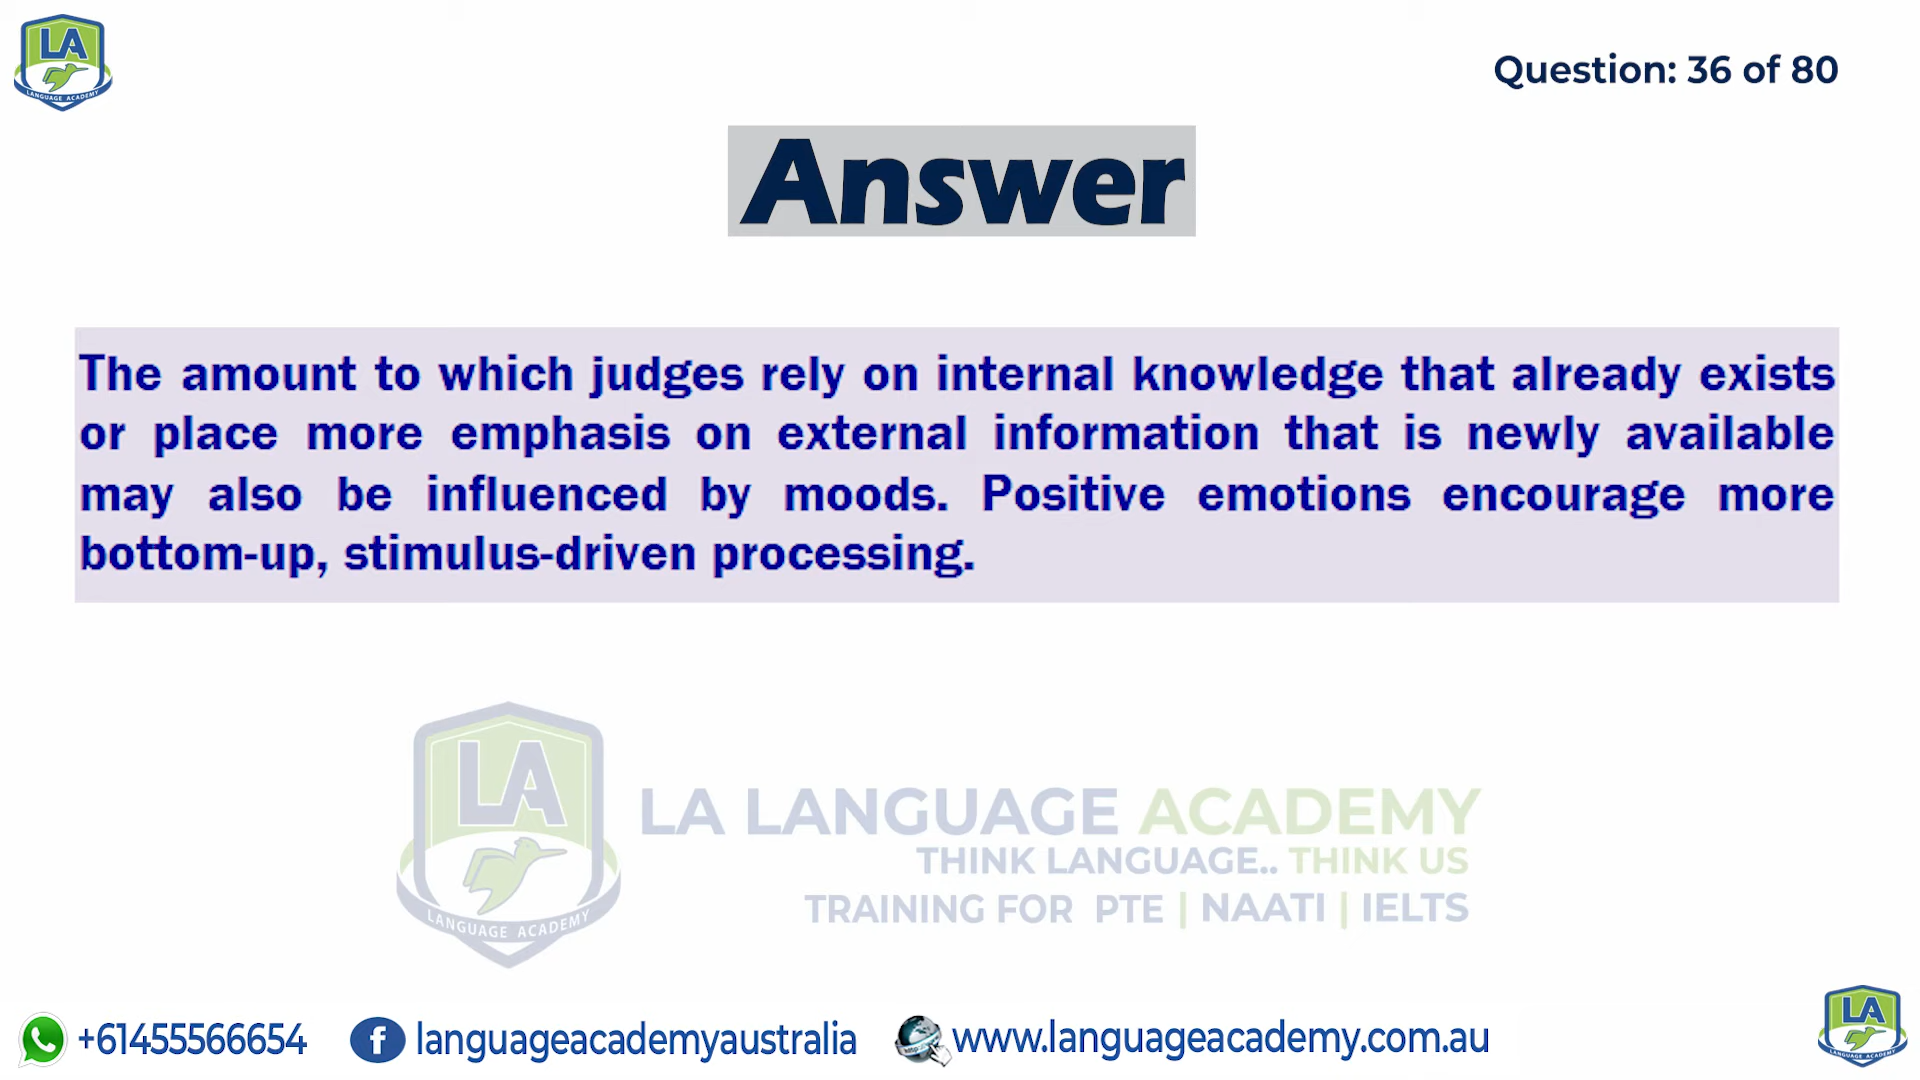 LA
LANGUAGE ACADEMY
Question: 36 of 80
Answer
The amount to which judges rely on internal knowledge that already exists
or place more emphasis on external information that is newly available
may also be influenced by moods. Positive emotions encourage more
bottom-up, stimulus-driven processing.
LA
LANGUAGE ACADEMY
LA LANGUAGE ACADEMY
THINK LANGUAGE.. THINK US
TRAINING FOR PTE | NAATI | IELTS
+61455566654
f
languageacademyaustralia
http
www.languageacademy.com.au
LA
LANGUAGE ACADEMY